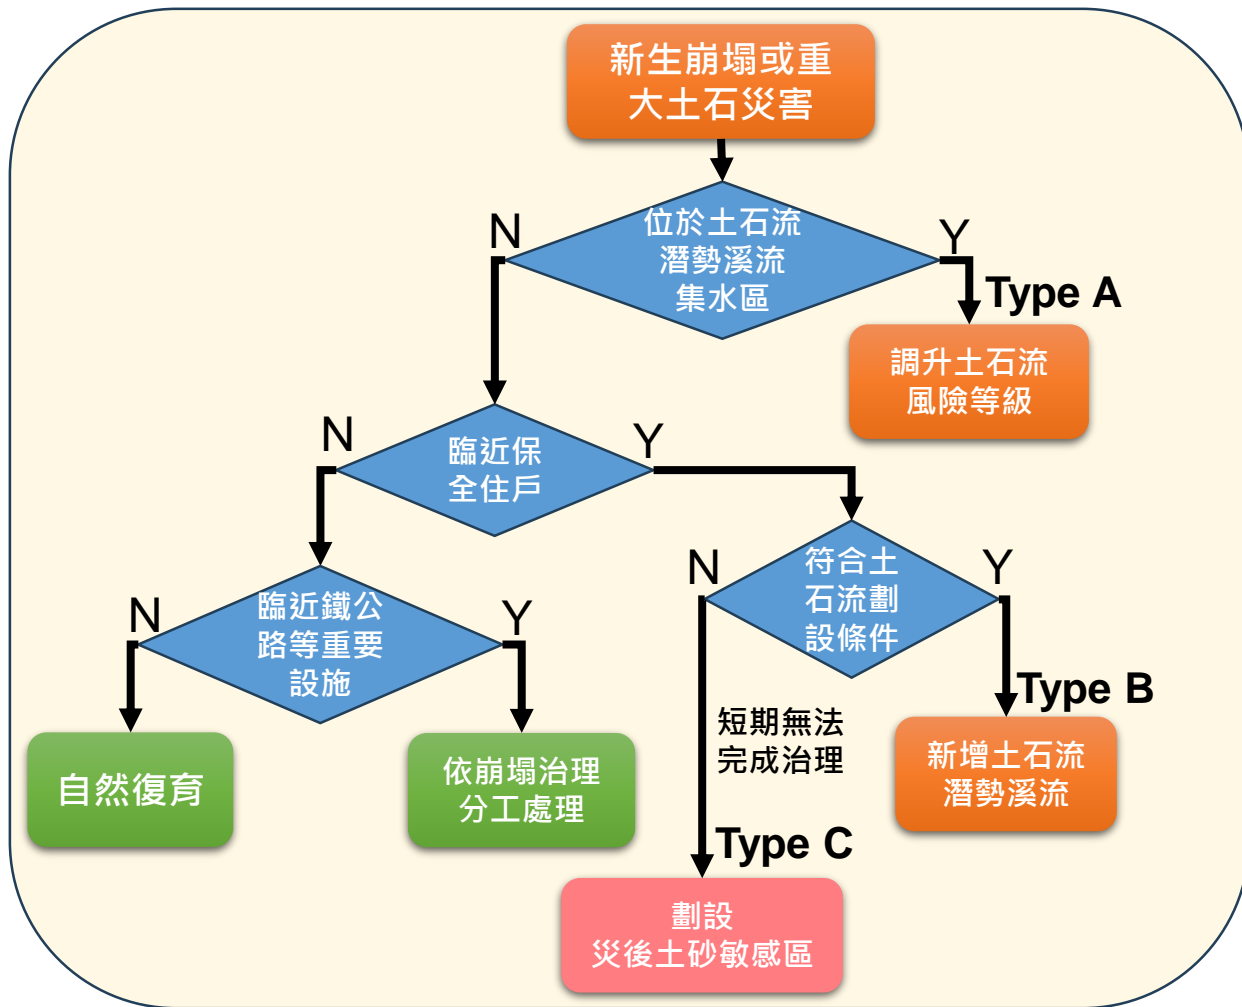 新生崩塌或重
大土石災害
位於土石流
潛勢溪流
集水區
N
Y
Type A
調升土石流
風險等級
臨近保
全住戶
N
Y
符合土
石流劃
設條件
N
Y
臨近鐵公
路等重要
設施
N
Y
Type B
短期無法
完成治理
新增土石流
潛勢溪流
自然復育
依崩塌治理
分工處理
Type C
劃設
災後土砂敏感區